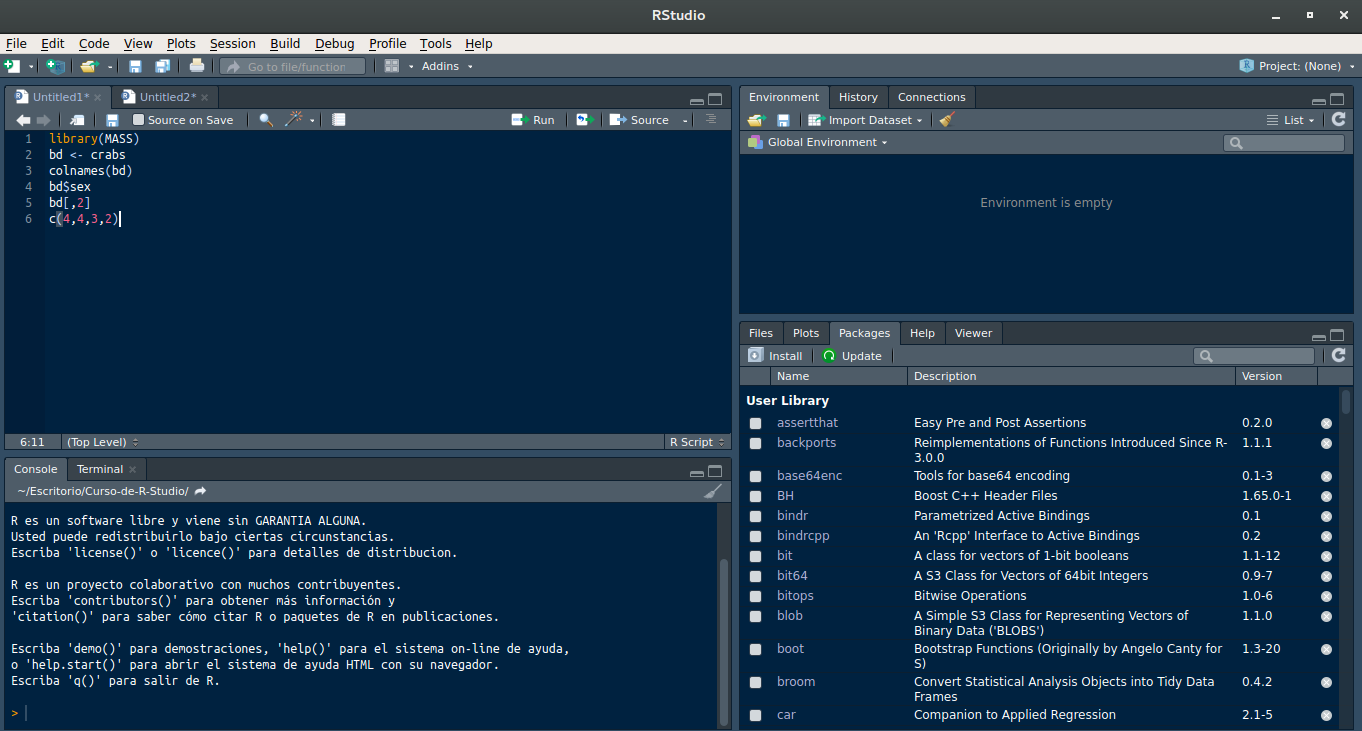 RStudio
File Edit Code View Plots Session Build Debug Profile Tools Help
Go to file/function Addins Project: (None)
Untitled1* Untitled2*
Source on Save Run Source
1 library(MASS)
2 bd <- crabs
3 colnames(bd)
4 bd$sex
5 bd[,2]
6 c(4,4,3,2)
6:11 (Top Level) R Script
Console Terminal
~/Escritorio/Curso-de-R-Studio/
R es un software libre y viene sin GARANTIA ALGUNA.
Usted puede redistribuirlo bajo ciertas circunstancias.
Escriba 'license()' o 'licence()' para detalles de distribucion.
R es un proyecto colaborativo con muchos contribuyentes.
Escriba 'contributors()' para obtener más información y
'citation()' para saber cómo citar R o paquetes de R en publicaciones.
Escriba 'demo()' para demostraciones, 'help()' para el sistema on-line de ayuda,
o 'help.start()' para abrir el sistema de ayuda HTML con su navegador.
Escriba 'q()' para salir de R.
>
Environment History Connections
Import Dataset List
Global Environment
Environment is empty
Files Plots Packages Help Viewer
Install Update
Name Description Version
User Library
assertthat Easy Pre and Post Assertions 0.2.0
backports Reimplementations of Functions Introduced Since R- 1.1.1
3.0.0
base64enc Tools for base64 encoding 0.1-3
BH Boost C++ Header Files 1.65.0-1
bindr Parametrized Active Bindings 0.1
bindrcpp An 'Rcpp' Interface to Active Bindings 0.2
bit A class for vectors of 1-bit booleans 1.1-12
bit64 A S3 Class for Vectors of 64bit Integers 0.9-7
bitops Bitwise Operations 1.0-6
blob A Simple S3 Class for Representing Vectors of 1.1.0
Binary Data ('BLOBS')
boot Bootstrap Functions (Originally by Angelo Canty for 1.3-20
S)
broom Convert Statistical Analysis Objects into Tidy Data 0.4.2
Frames
car Companion to Applied Regression 2.1-5